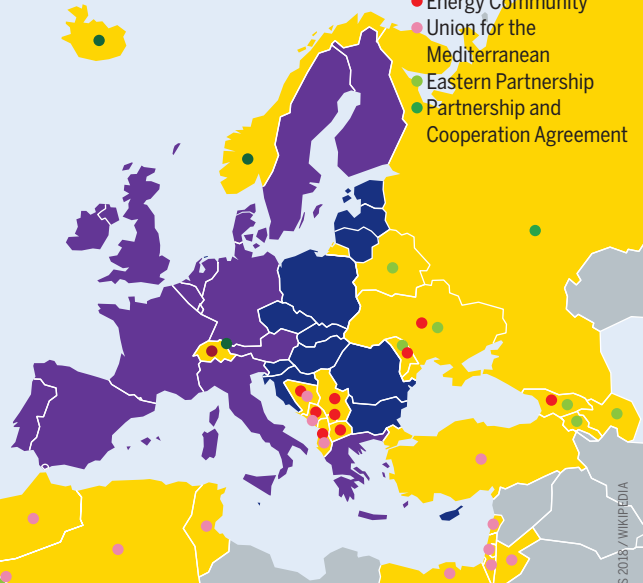 Energy Community
Union for the
Mediterranean
Eastern Partnership
Partnership and
Cooperation Agreement
S 2018 / WIKIPEDIA